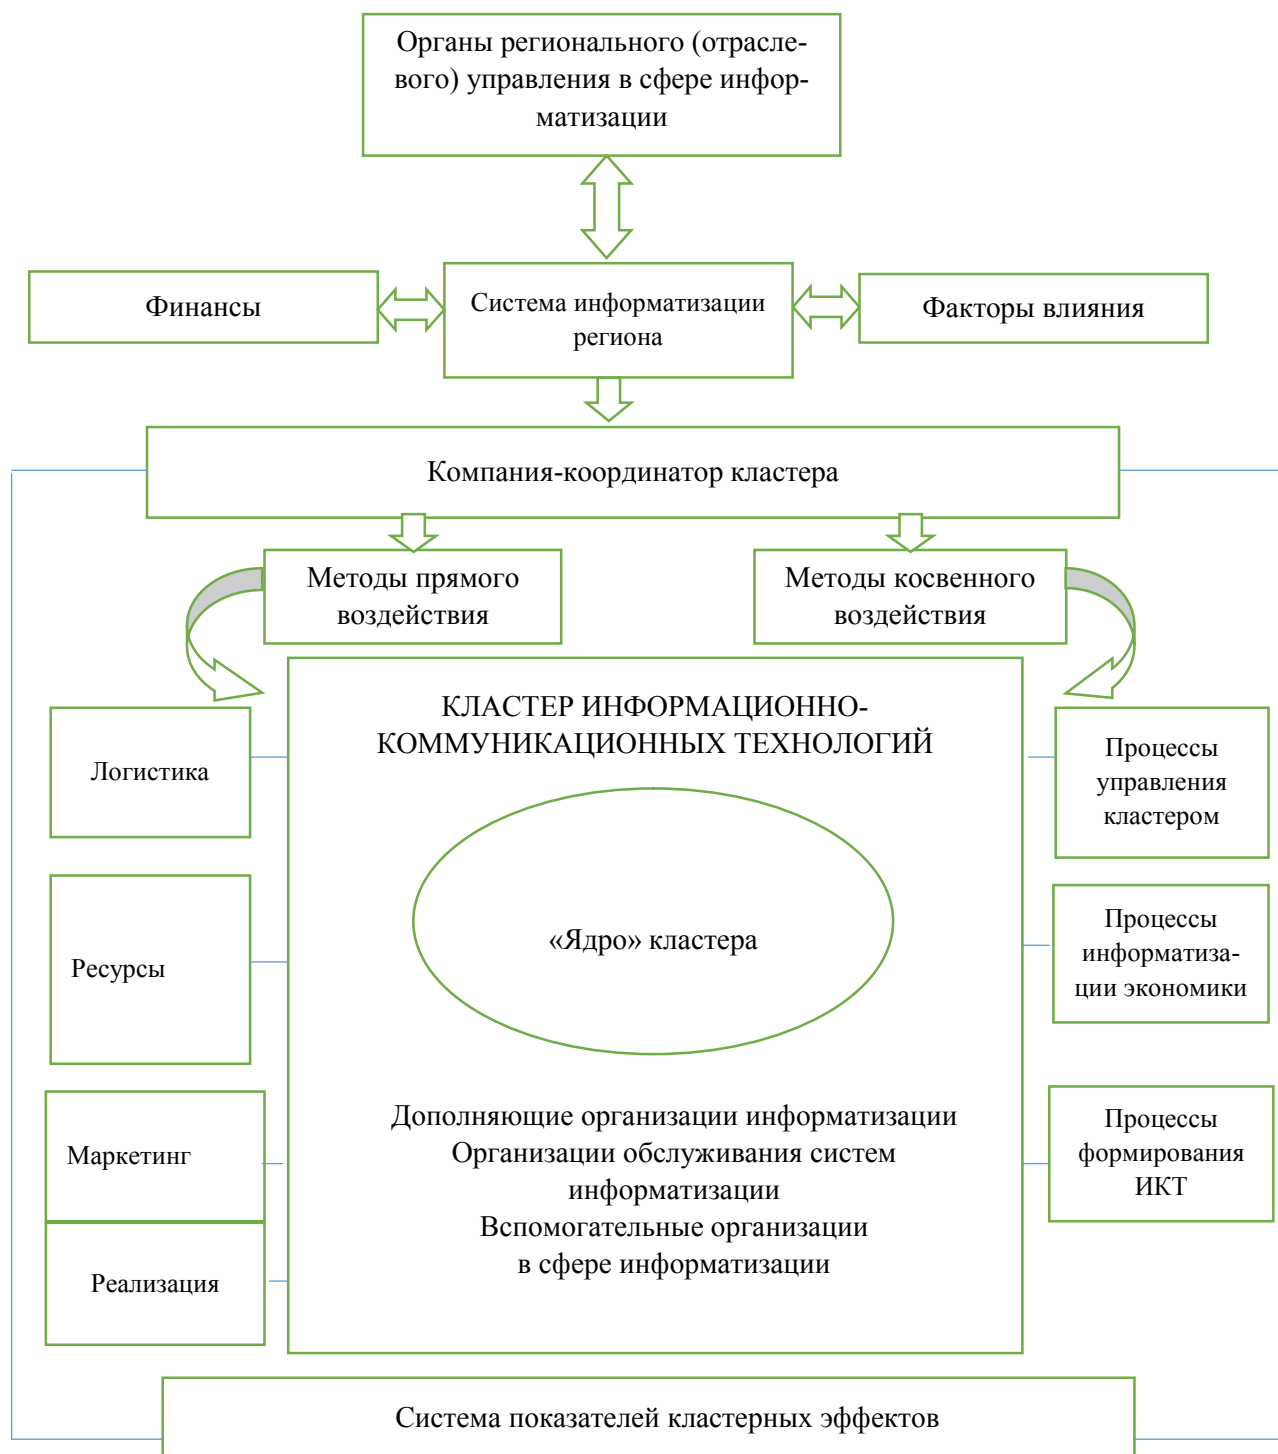 Органы регионального (отрасле-
вого) управления в сфере инфор-
матизации
Финансы
Система информатизации
региона
Факторы влияния
Компания-координатор кластера
Методы прямого
воздействия
Методы косвенного
воздействия
КЛАСТЕР ИНФОРМАЦИОННО-
КОММУНИКАЦИОННЫХ ТЕХНОЛОГИЙ
Логистика
Процессы
управления
кластером
«Ядро» кластера
Ресурсы
Процессы
информатиза-
ции экономики
Дополняющие организации информатизации
Организации обслуживания систем
информатизации
Вспомогательные организации
в сфере информатизации
Маркетинг
Процессы
формирования
ИКТ
Реализация
Система показателей кластерных эффектов